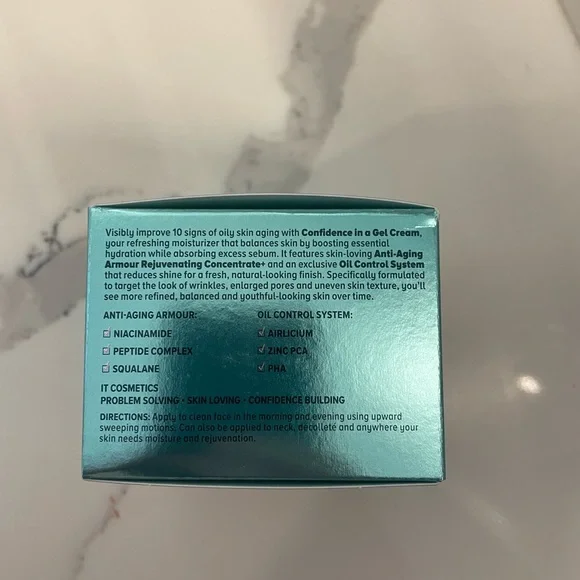 Visibly improve 10 signs of oily skin aging with Confidence in a Gel Cream,
your refreshing moisturizer that balances skin by boosting essential
hydration while absorbing excess sebum. It features skin-loving Anti-Aging
Armour Rejuvenating Concentrate+ and an exclusive Oil Control System
that reduces shine for a fresh, natural-looking finish. Specifically formulated
to target the look of wrinkles, enlarged pores and uneven skin texture, you'll
see more refined, balanced and youthful-looking skin over time.
ANTI-AGING ARMOUR: OIL CONTROL SYSTEM:
NIACINAMIDE AIRLICIUM
PEPTIDE COMPLEX ZINC PCA
SQUALANE PHA
IT COSMETICS
PROBLEM SOLVING · SKIN LOVING · CONFIDENCE BUILDING
DIRECTIONS: Apply to clean face in the morning and evening using upward
sweeping motions. Can also be applied to neck, décolleté and anywhere your
skin needs moisture and rejuvenation.